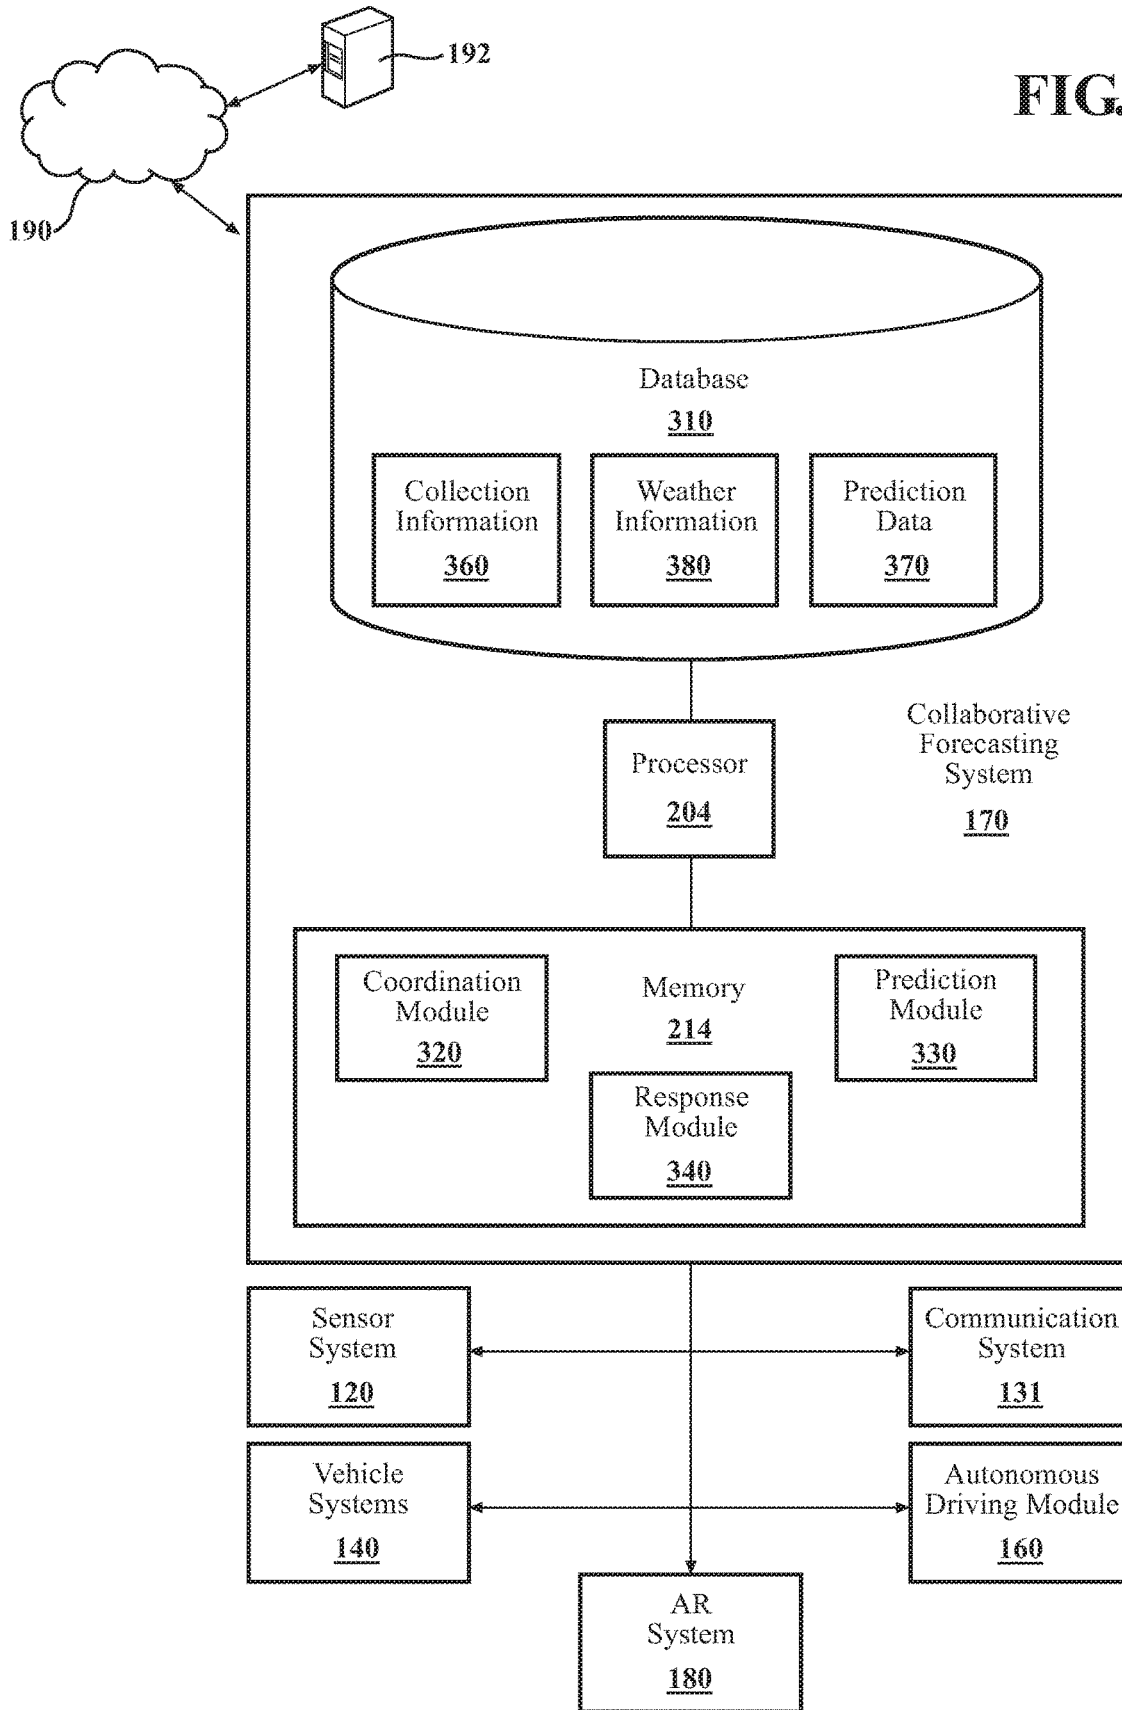 192
FIG.
190
Database
310
Collection
Information
360
Weather
Information
380
Prediction
Data
370
Processor
204
Collaborative
Forecasting
System
170
Coordination
Module
320
Memory
214
Prediction
Module
330
Response
Module
340
Sensor
System
120
Communication
System
131
Vehicle
Systems
140
Autonomous
Driving Module
160
AR
System
180